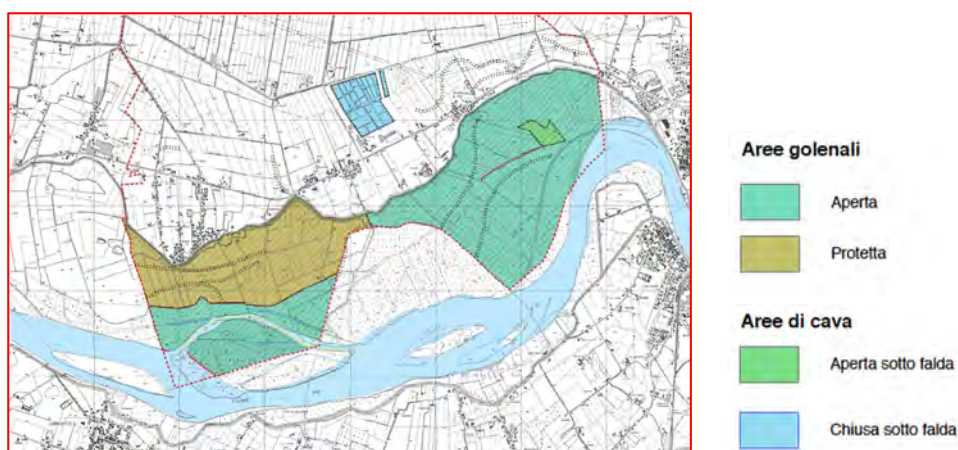 Aree golenali
Aperta
Protetta
Aree di cava
Aperta sotto falda
Chiusa sotto falda